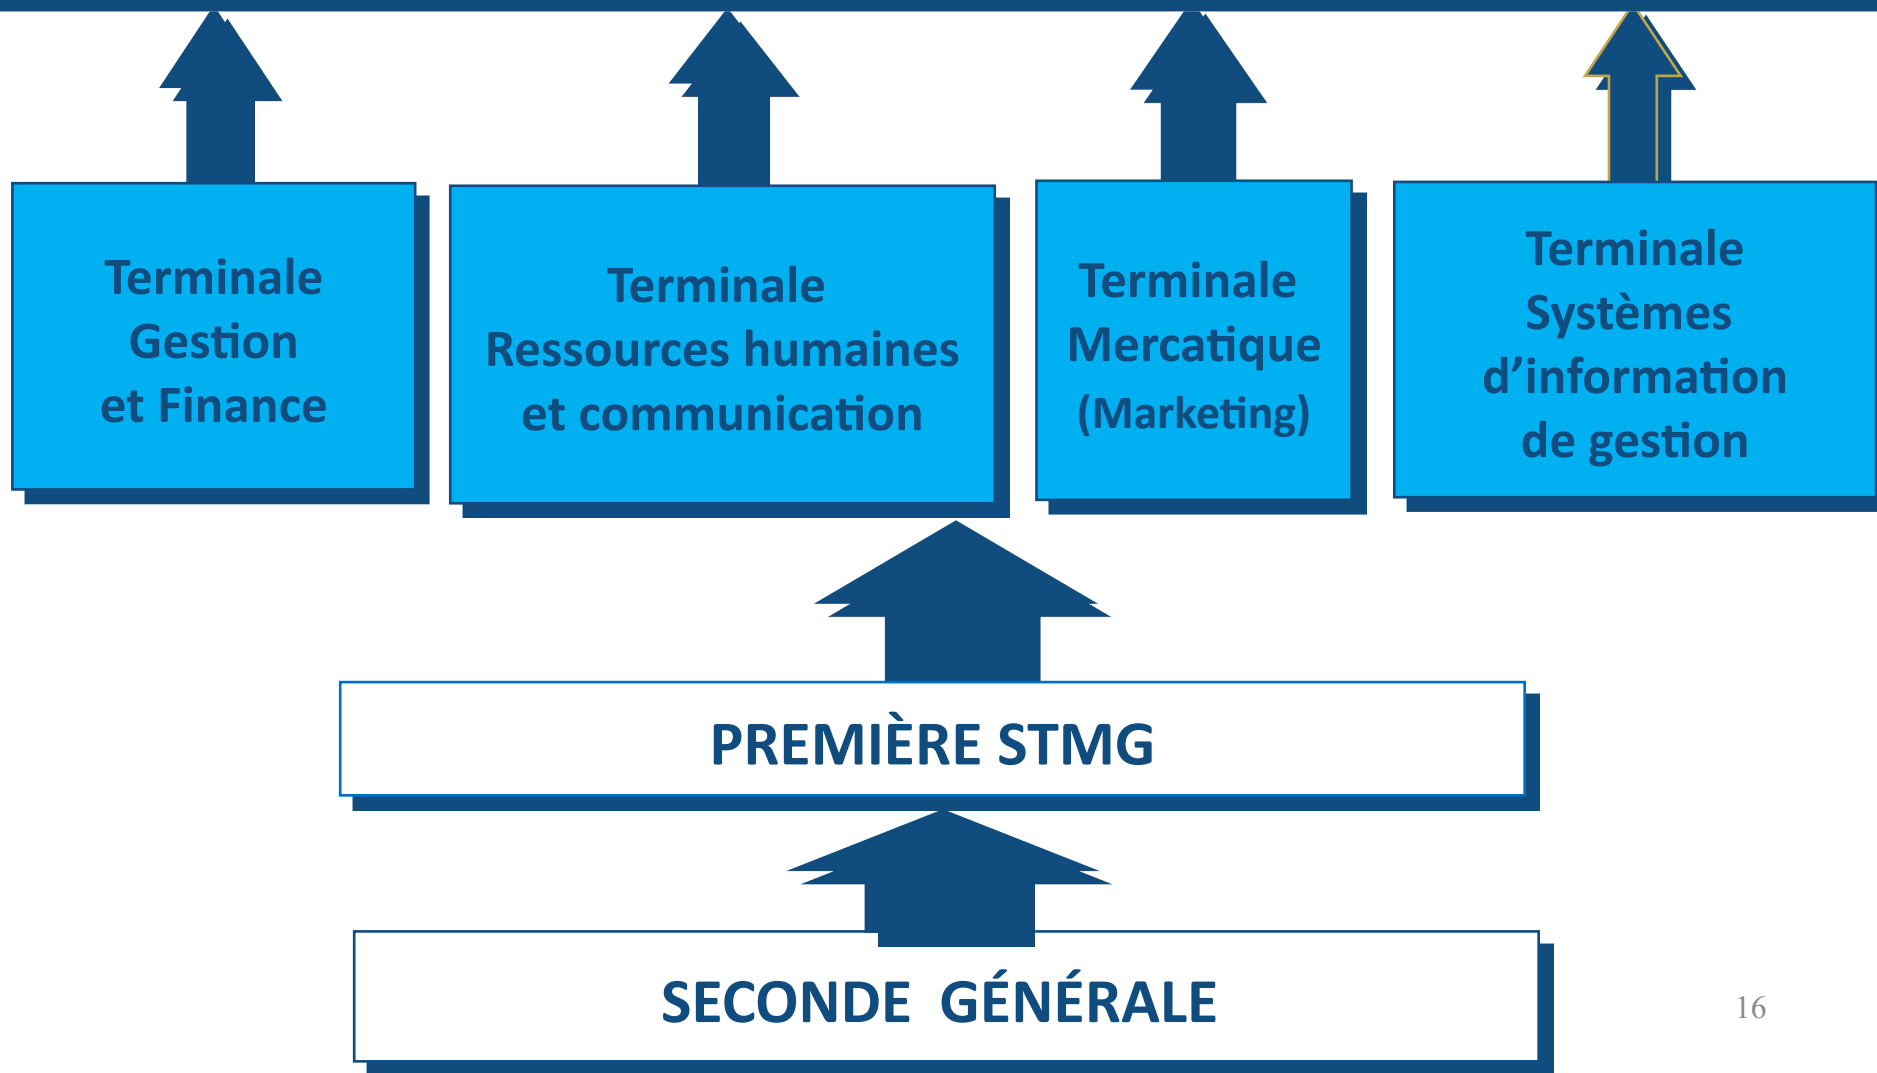 Terminale
Gestion
et Finance
Terminale
Ressources humaines
et communication
Terminale
Mercatique
(Marketing)
Terminale
Systèmes
d’information
de gestion
PREMIÈRE STMG
SECONDE GÉNÉRALE
16